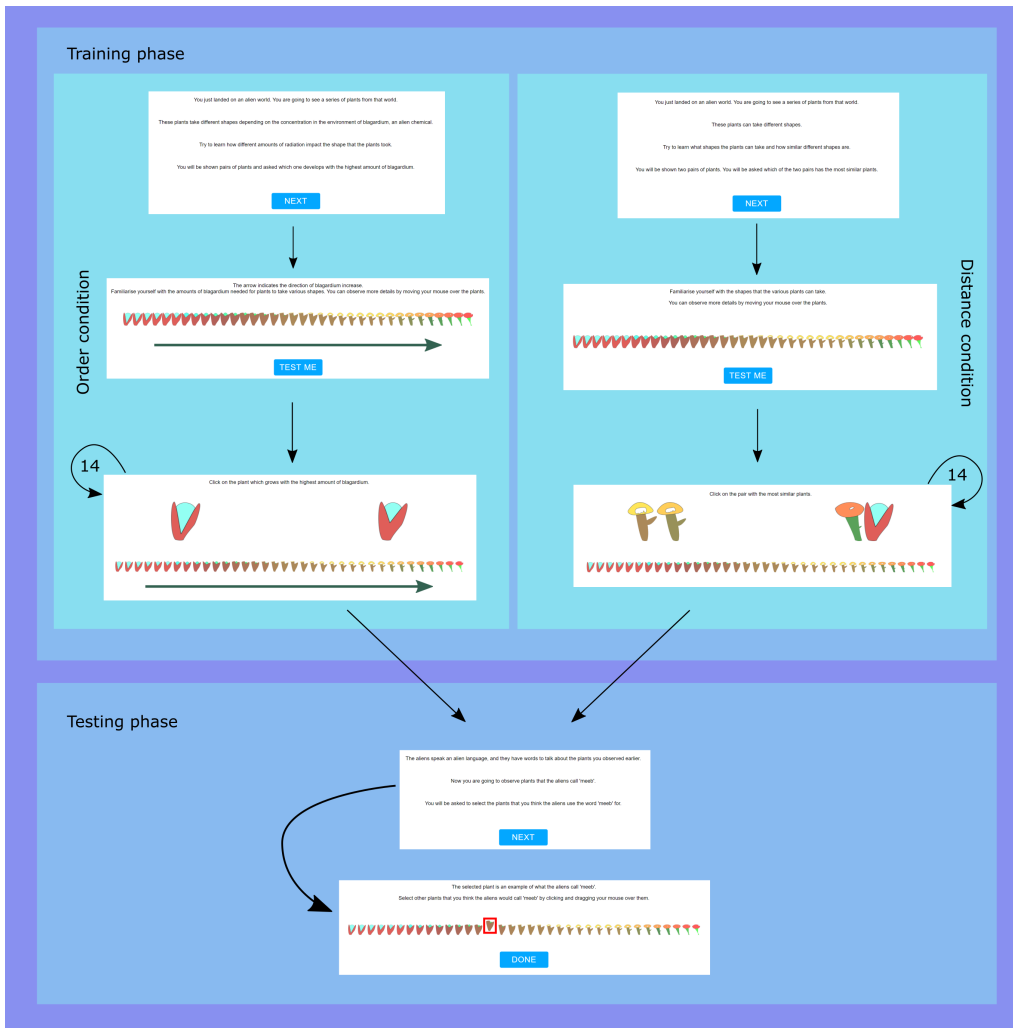 Training phase
Order condition
You just landed on an alien world. You are going to see a series of plants from that world.
These plants take different shapes depending on the concentration in the environment of blagardium, an alien chemical.
Try to learn how different amounts of radiation impact the shape that the plants look.
You will be shown pairs of plants and asked which one develops with the highest amount of blagardium.
NEXT
The arrow indicates the direction of blagardium increase.
Familiarise yourself with the amounts of blagardium needed for plants to take various shapes. You can observe more details by moving your mouse over the plants.
TEST ME
14
Click on the plant which grows with the highest amount of blagardium.
Distance condition
You just landed on an alien world. You are going to see a series of plants from that world.
These plants can take different shapes.
Try to learn what shapes the plants can take and how similar different shapes are.
You will be shown two pairs of plants. You will be asked which of the two pairs has the most similar plants.
NEXT
Familiarise yourself with the shapes that the various plants can take.
You can observe more details by moving your mouse over the plants.
TEST ME
14
Click on the pair with the most similar plants.
Testing phase
The aliens speak an alien language, and they have words to talk about the plants you observed earlier.
Now you are going to observe plants that the aliens call 'meeb'.
You will be asked to select the plants that you think the aliens use the word 'meeb' for.
NEXT
The selected plant is an example of what the aliens call 'meeb'.
Select other plants that you think the aliens would call 'meeb' by clicking and dragging your mouse over them.
DONE